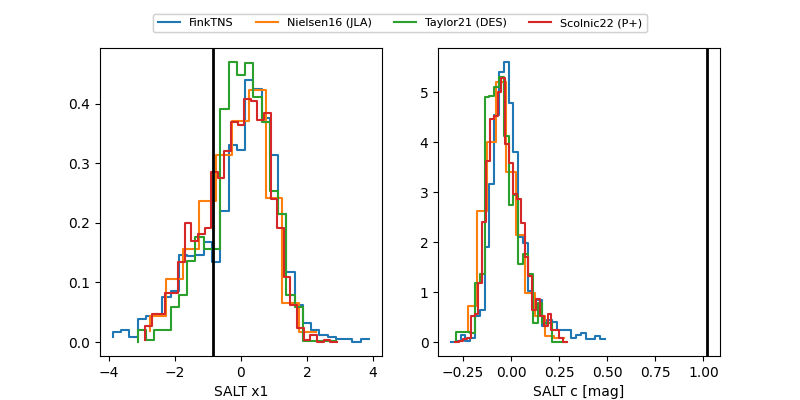 FinkTNS Nielsen16 (JLA) Taylor21 (DES) Scolnic22 (P+)
0.4
0.3
0.2
0.1
0.0
−4 −2 0 2 4
SALT x1
5
4
3
2
1
0
−0.25 0.00 0.25 0.50 0.75 1.00
SALT c [mag]